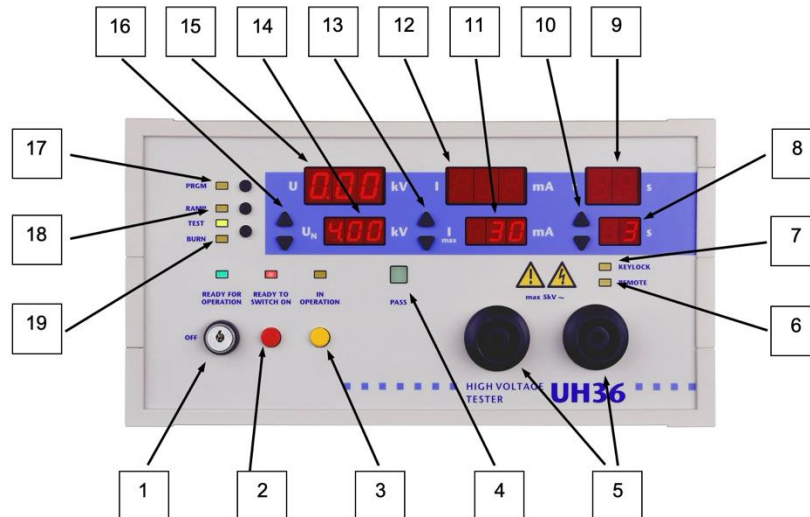 16 15 14 13 12 11 10 9
17
8
18
7
19
6
PRGM
RAMP
TEST
BURN
U 0.00 kV I mA s
U_N 4.00 kV I max 30 mA 3 s
READY FOR OPERATION
READY TO SWITCH ON
IN OPERATION
PASS
max 5kV ~
KEYLOCK
REMOTE
OFF
HIGH VOLTAGE
TESTER
UH36
1 2 3 4 5